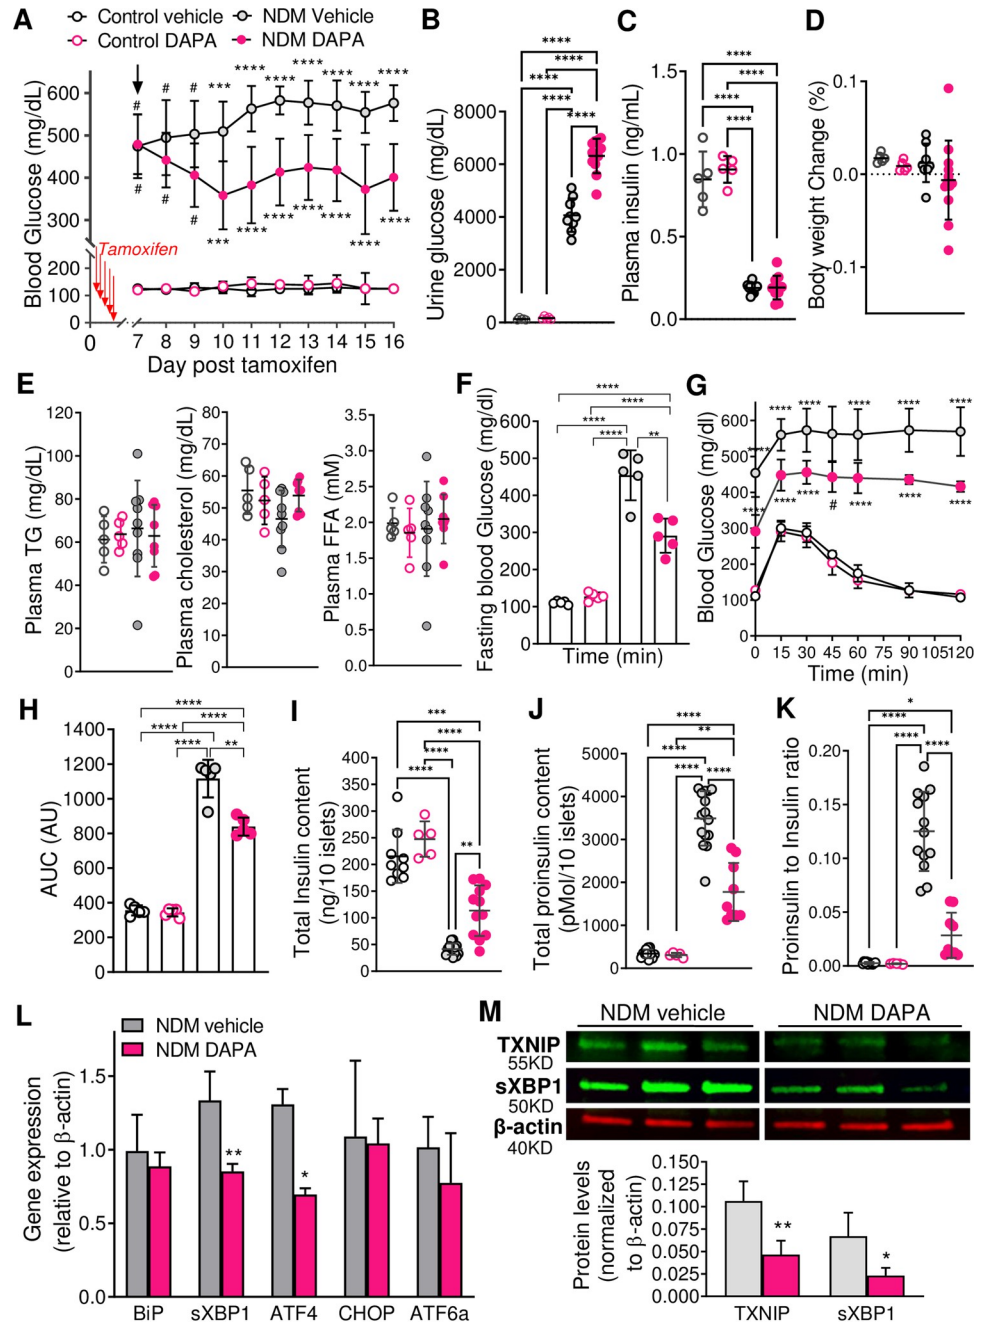 A
Control vehicle
NDM Vehicle
Control DAPA
NDM DAPA
Blood Glucose (mg/dL)
600
500
400
300
200
100
0
# # # *** **** **** **** **** **** ****
# # # *** **** **** **** **** **** ****
Tamoxifen
0 7 8 9 10 11 12 13 14 15 16
Day post tamoxifen
B
Urine glucose (mg/dL)
8000
6000
4000
2000
0
****
****
****
****
****
C
Plasma insulin (ng/mL)
1.5
1.0
0.5
0.0
****
****
****
****
D
Body weight Change (%)
0.1
0.0
-0.1
E
Plasma TG (mg/dL)
120
100
80
60
40
20
0
Plasma cholesterol (mg/dL)
80
70
60
50
40
30
20
10
0
Plasma FFA (mM)
3.5
3.0
2.5
2.0
1.5
1.0
0.5
0.0
F
Fasting blood Glucose (mg/dl)
600
500
400
300
200
100
0
****
****
****
**** **
Time (min)
G
Blood Glucose (mg/dl)
600
500
400
300
200
100
0
**** **** **** **** **** **** ****
**** **** **** # **** **** ****
0 15 30 45 60 75 90 105 120
Time (min)
H
AUC (AU)
1400
1200
1000
800
600
400
200
0
****
****
****
**** **
I
Total Insulin content
(ng/10 islets)
400
350
300
250
200
150
100
50
0
***
****
****
****
**
J
Total proinsulin content
(pMol/10 islets)
5000
4000
3000
2000
1000
0
****
**
****
**** ****
K
Proinsulin to Insulin ratio
0.20
0.15
0.10
0.05
0.00
*
****
**** ****
L
NDM vehicle
NDM DAPA
Gene expression
(relative to β-actin)
1.5
1.0
0.5
0.0
**
*
BiP sXBP1 ATF4 CHOP ATF6a
M
NDM vehicle NDM DAPA
TXNIP
55KD
sXBP1
50KD
β-actin
40KD
Protein levels
(normalized
to β-actin)
0.150
0.125
0.100
0.075
0.050
0.025
0.000
**
*
TXNIP sXBP1